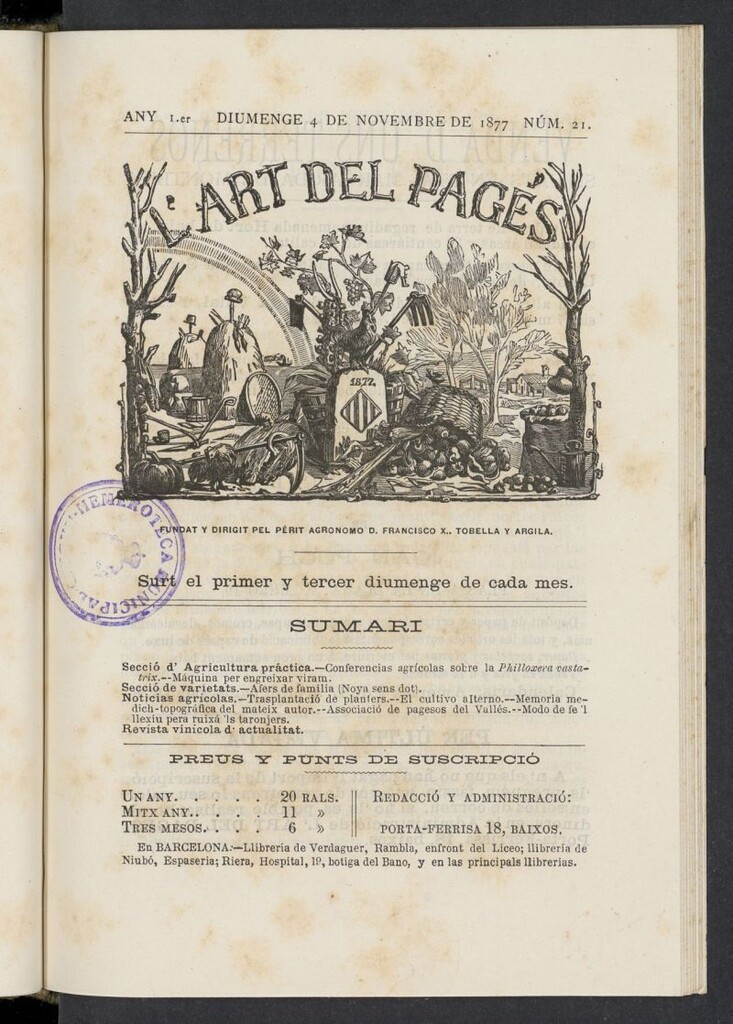 ANY 1.er DIUMENGE 4 DE NOVEMBRE DE 1877 NÚM. 21.
L'ART DEL PAGÉS
1877,
FUNDAT Y DIRIGIT PEL PÉRIT AGRONOMO D. FRANCISCO X.. TOBELLA Y ARGILA.
HEMEROTECA MUNICIPAL
Surt el primer y tercer diumenge de cada mes.
SUMARI
Secció d' Agricultura práctica.—Conferencias agrícolas sobre la Philloxera vasta-
trix.--Máquina per engreixar viram.
Secció de varietats.—Afers de familia (Noya sens dot).
Noticias agrícolas.—Trasplantació de planters.--El cultivo alterno.--Memoria me-
dich-topográfica del mateix autor.--Associació de pagesos del Vallés.--Modo de fe 'l
llexiu pera ruixá 'ls taronjers.
Revista vinícola d' actualitat.
PREUS Y PUNTS DE SUSCRIPCIÓ
UN ANY. . . . . . 20 RALS.
MITX ANY. . . . . 11 »
TRES MESOS. . . . . 6 »
REDACCIÓ Y ADMINISTRACIÓ:
PORTA-FERRISA 18, BAIXOS.
En BARCELONA:—Llibreria de Verdaguer, Rambla, enfront del Liceo; llibrería de
Niubó, Espaseria; Riera, Hospital, 19, botiga del Bano, y en las principals llibrerias.